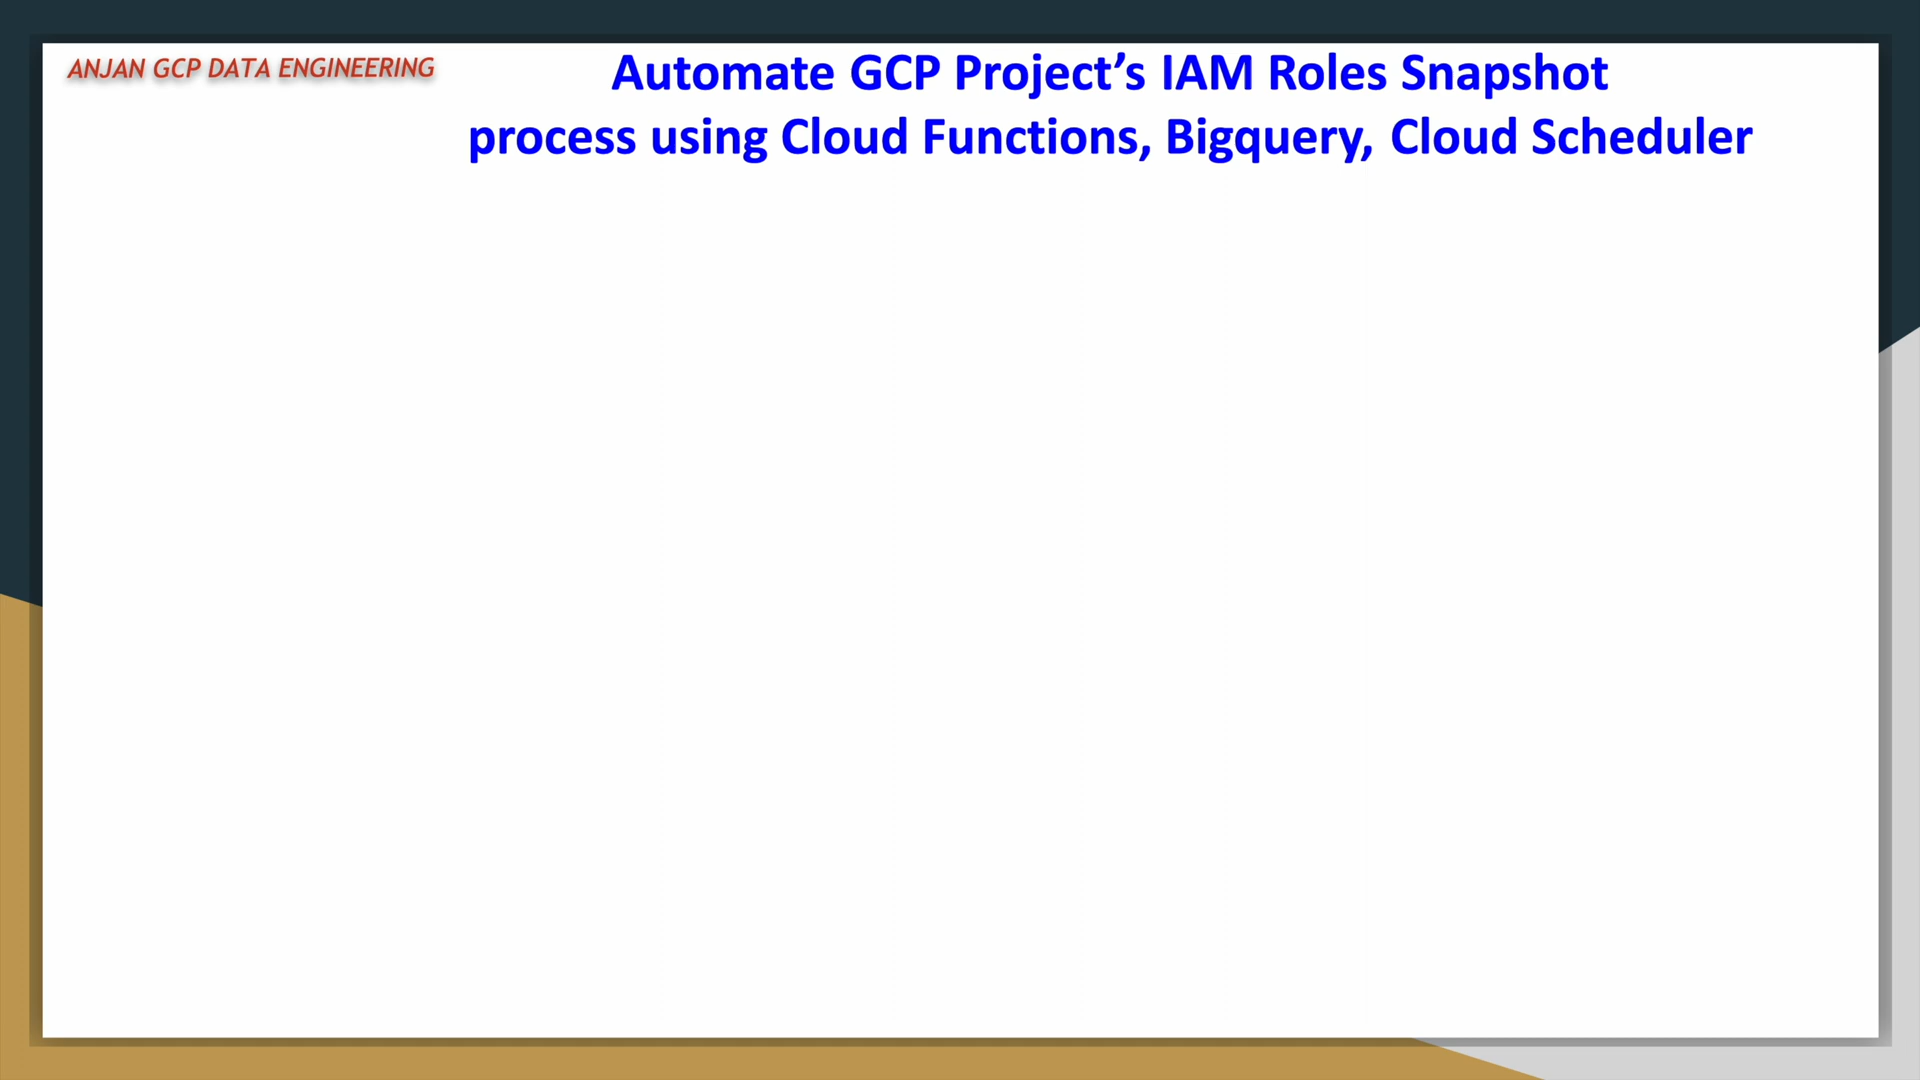 ANJAN GCP DATA ENGINEERING
Automate GCP Project’s IAM Roles Snapshot
process using Cloud Functions, Bigquery, Cloud Scheduler